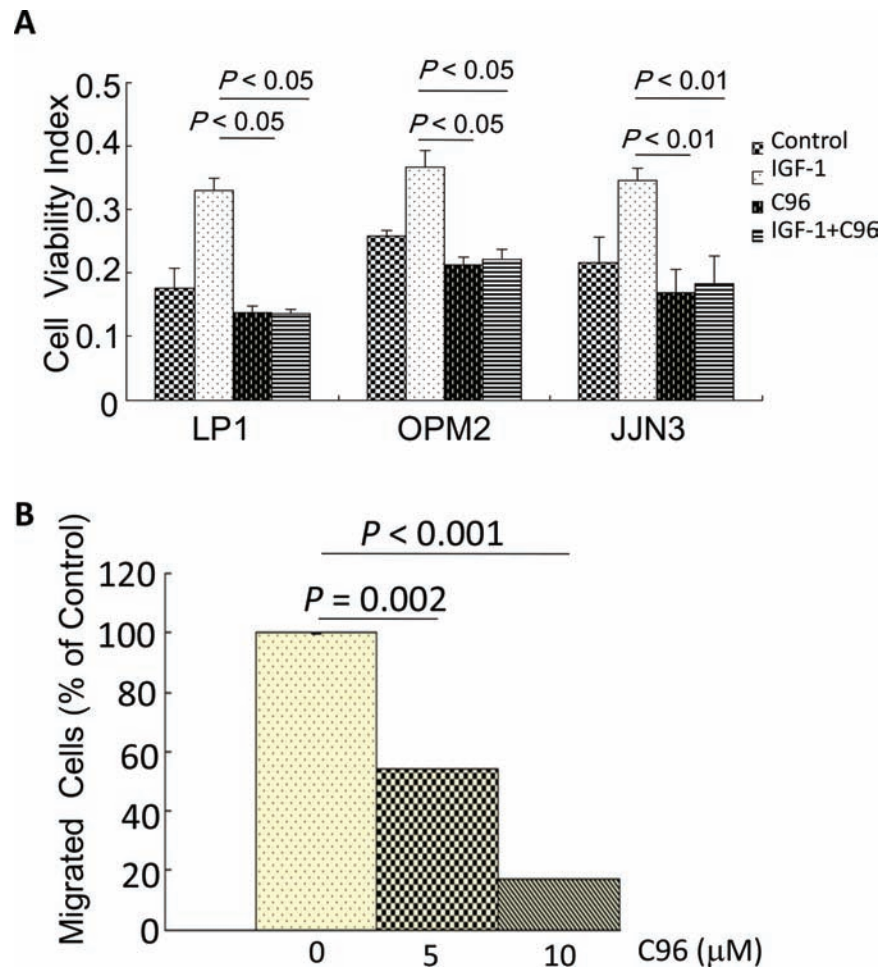 A
P < 0.05
P < 0.05
P < 0.05
P < 0.05
P < 0.01
P < 0.01
Cell Viability Index
0.5
0.4
0.3
0.2
0.1
0
LP1
OPM2
JJN3
Control
IGF-1
C96
IGF-1+C96
B
P < 0.001
P = 0.002
Migrated Cells (% of Control)
120
100
80
60
40
20
0
0
5
10
C96 (μM)